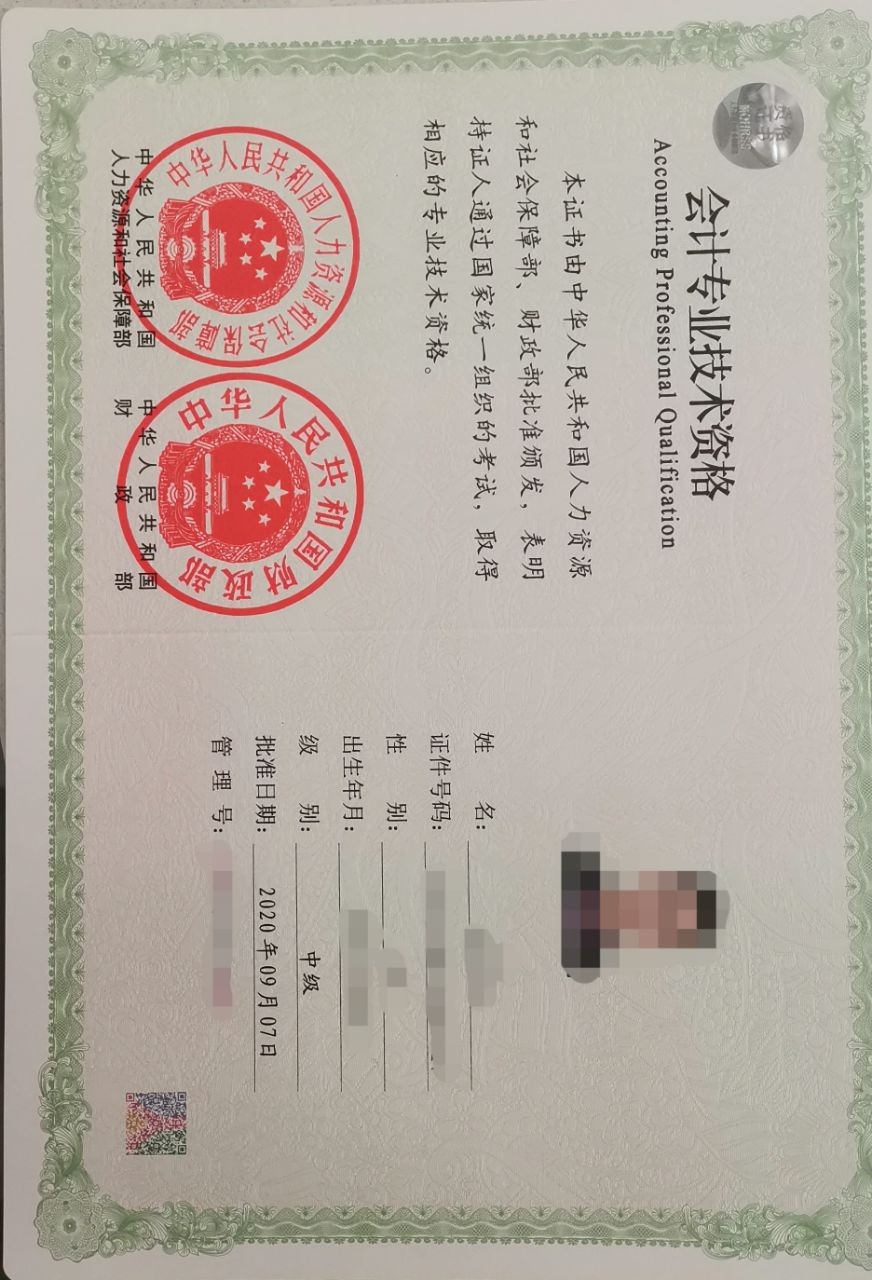 会计专业技术资格
Accounting Professional Qualification
本证书由中华人民共和国人力资源
和社会保障部、财政部批准颁发，表明
持证人通过国家统一组织的考试，取得
相应的专业技术资格。
中华人民共和国人力资源和社会保障部
中华人民共和国
人力资源和社会保障部
中华人民共和国财政部
中华人民共和国
财政部
资格证书
MOHRSS
姓名：
证件号码：
性别：
出生年月：
级别：中级
批准日期：2020年09月07日
管理号：